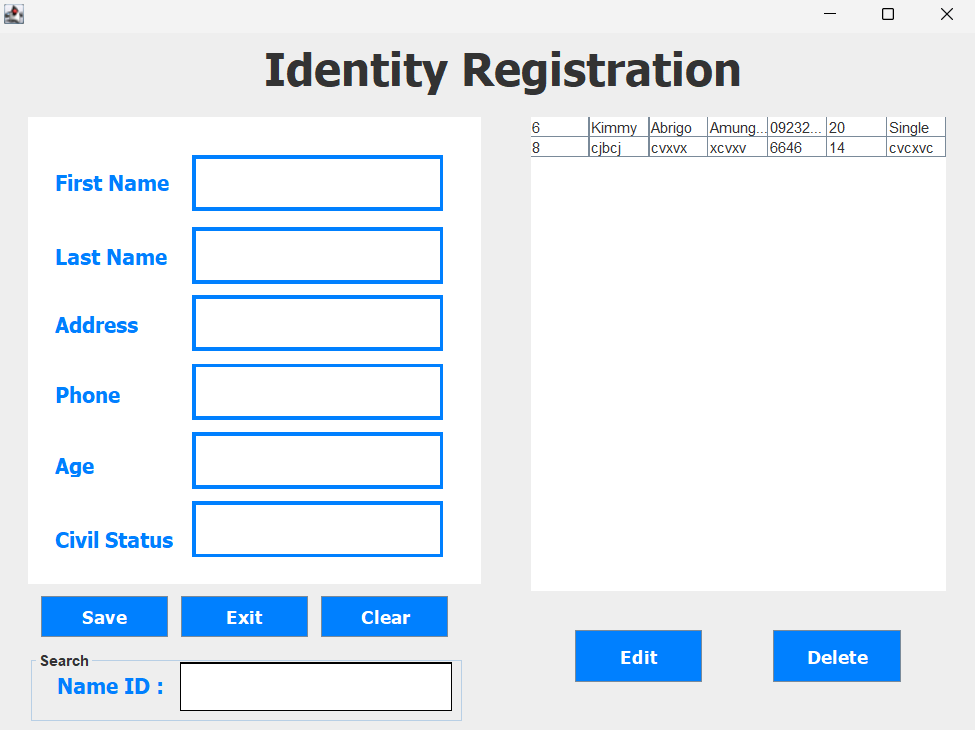 Identity Registration
First Name
Last Name
Address
Phone
Age
Civil Status
Save Exit Clear
Search
Name ID :
6 Kimmy Abrigo Amung... 09232... 20 Single
8 cjbcj cvxvx xcvxv 6646 14 cvcxvc
Edit Delete